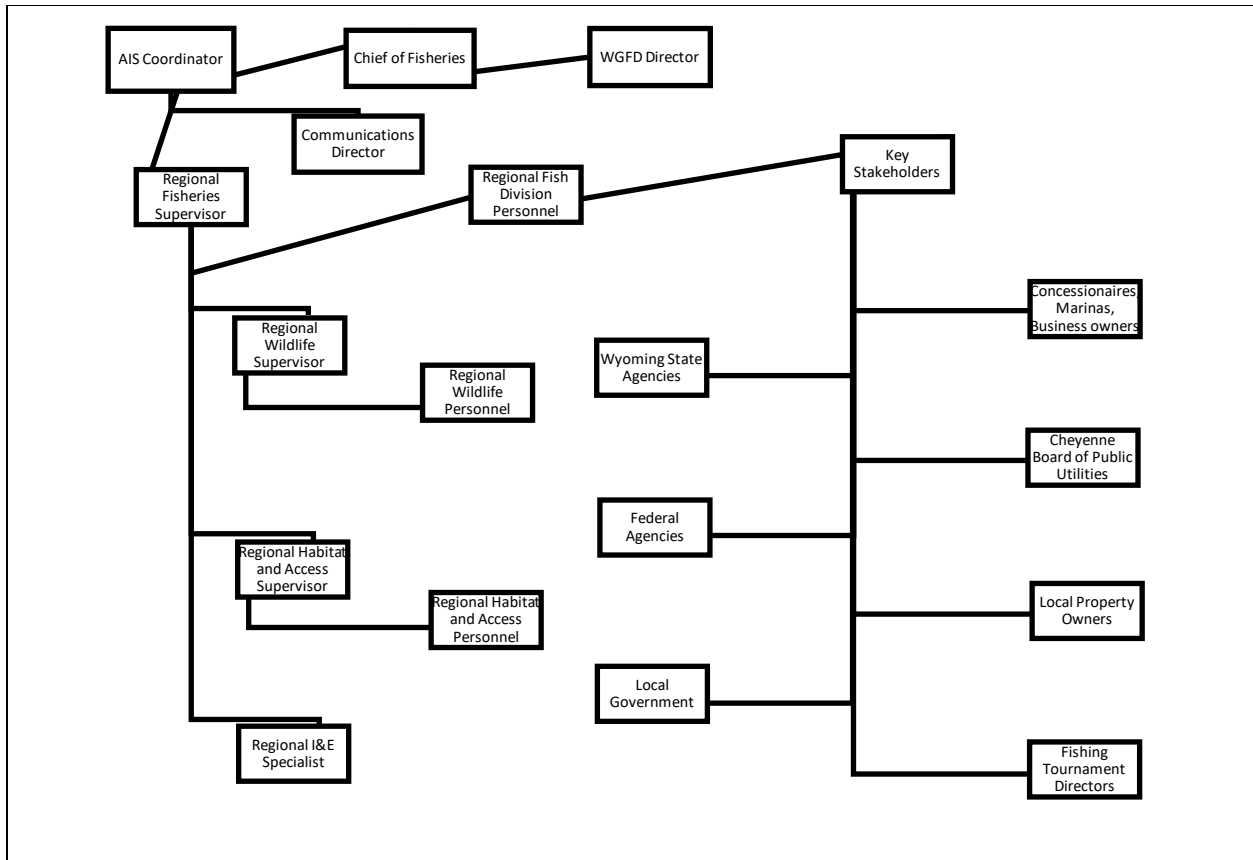 AIS Coordinator
Chief of Fisheries
WGFD Director
Communications
Director
Regional
Fisheries
Supervisor
Regional Fish
Division
Personnel
Key
Stakeholders
Concessionaires,
Marinas,
Business owners
Regional
Wildlife
Supervisor
Wyoming State
Agencies
Regional
Wildlife
Personnel
Cheyenne
Board of Public
Utilities
Federal
Agencies
Regional Habitat
and Access
Supervisor
Regional Habitat
and Access
Personnel
Local Property
Owners
Local
Government
Regional I&E
Specialist
Fishing
Tournament
Directors